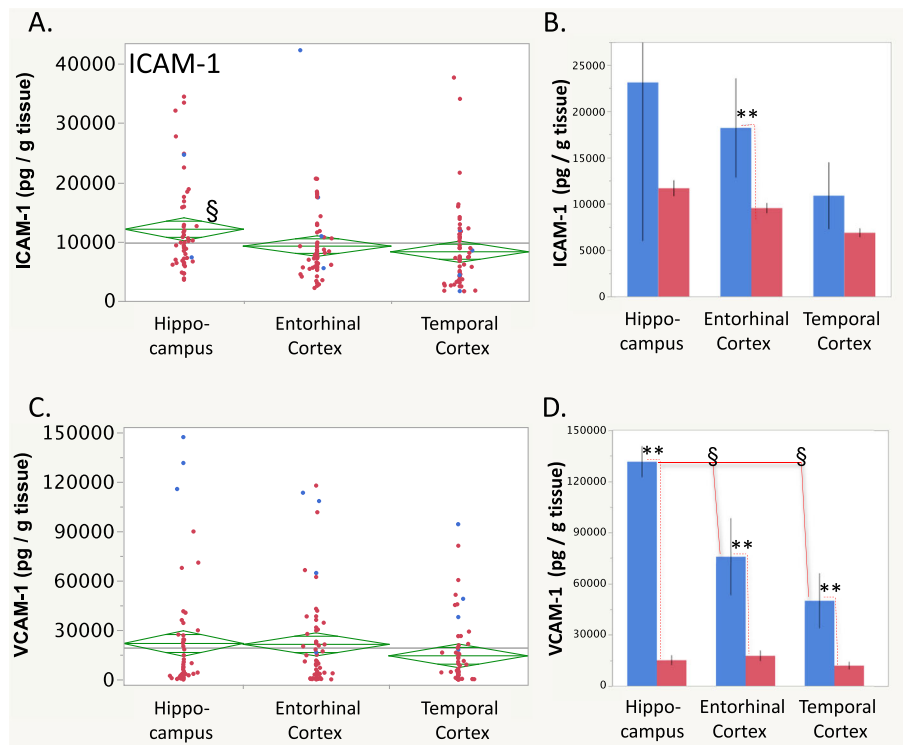 A.
ICAM-1
ICAM-1 (pg / g tissue)
40000
30000
20000
10000
0
§
Hippo-
campus
Entorhinal
Cortex
Temporal
Cortex
B.
ICAM-1 (pg / g tissue)
25000
20000
15000
10000
5000
0
**
Hippo-
campus
Entorhinal
Cortex
Temporal
Cortex
C.
VCAM-1 (pg / g tissue)
150000
120000
90000
60000
30000
0
Hippo-
campus
Entorhinal
Cortex
Temporal
Cortex
D.
VCAM-1 (pg / g tissue)
150000
120000
90000
60000
30000
0
** § §
**
**
Hippo-
campus
Entorhinal
Cortex
Temporal
Cortex